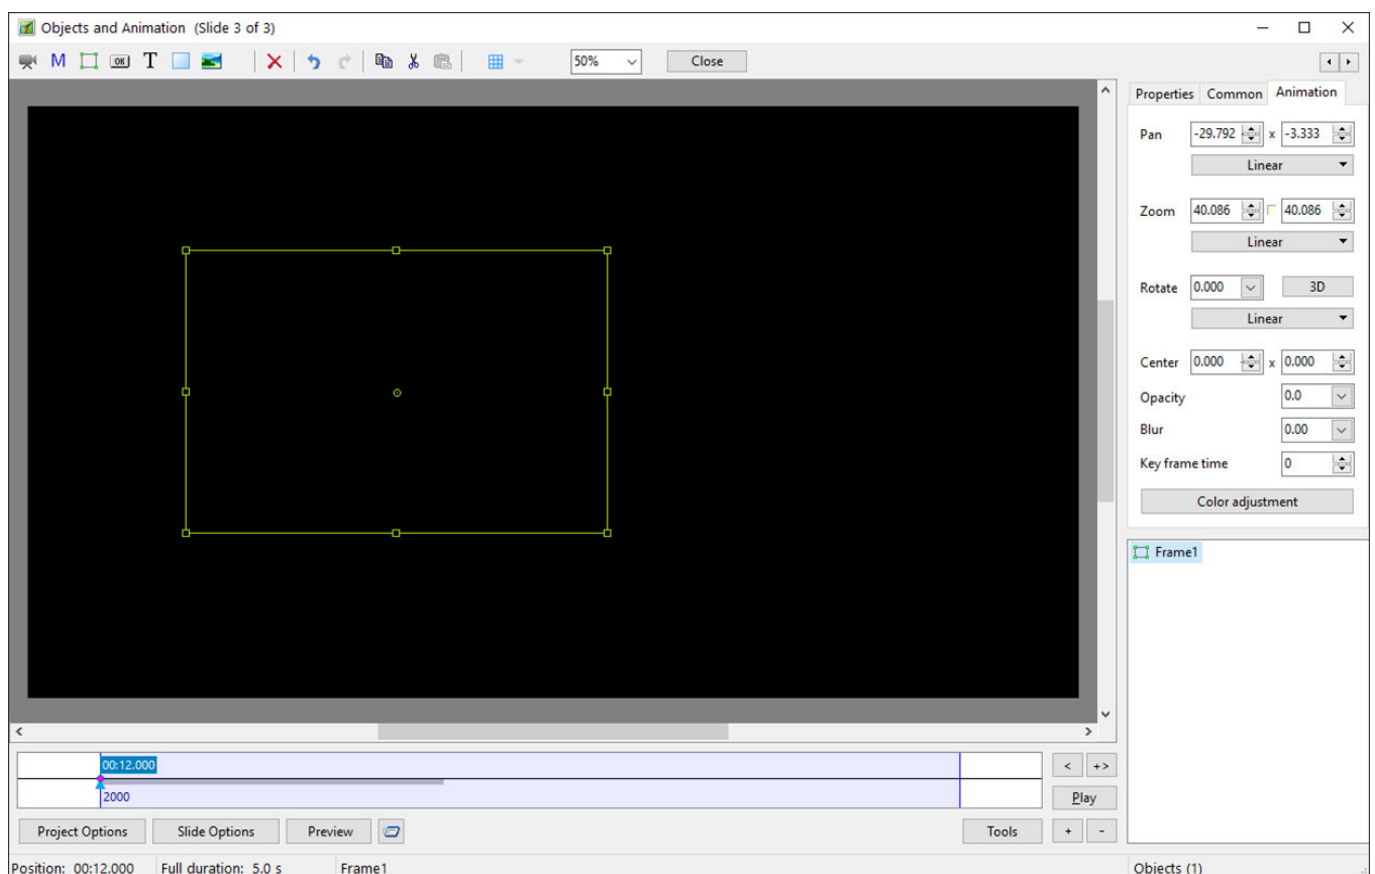 Objects and Animation (Slide 3 of 3)
M OK T 50% Close
Properties Common Animation
Pan -29.792 x -3.333
Linear
Zoom 40.086 40.086
Linear
Rotate 0.000 3D
Linear
Center 0.000 x 0.000
Opacity 0.0
Blur 0.00
Key frame time 0
Color adjustment
Frame1
00:12.000
2000
< +>
Play
Project Options Slide Options Preview Tools + -
Position: 00:12.000 Full duration: 5.0 s Frame1 Objects (1)